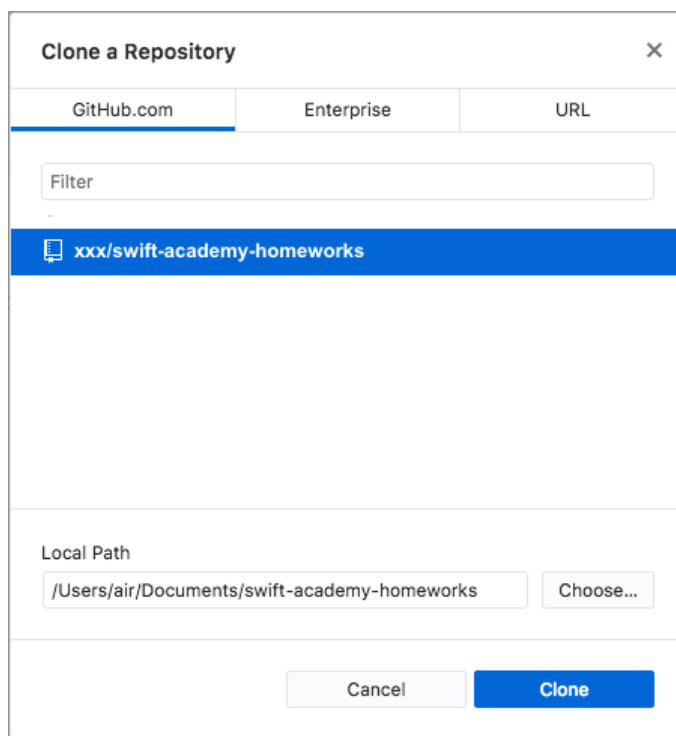 Clone a Repository
GitHub.com
Enterprise
URL
Filter
xxx/swift-academy-homeworks
Local Path
/Users/air/Documents/swift-academy-homeworks
Choose...
Cancel
Clone